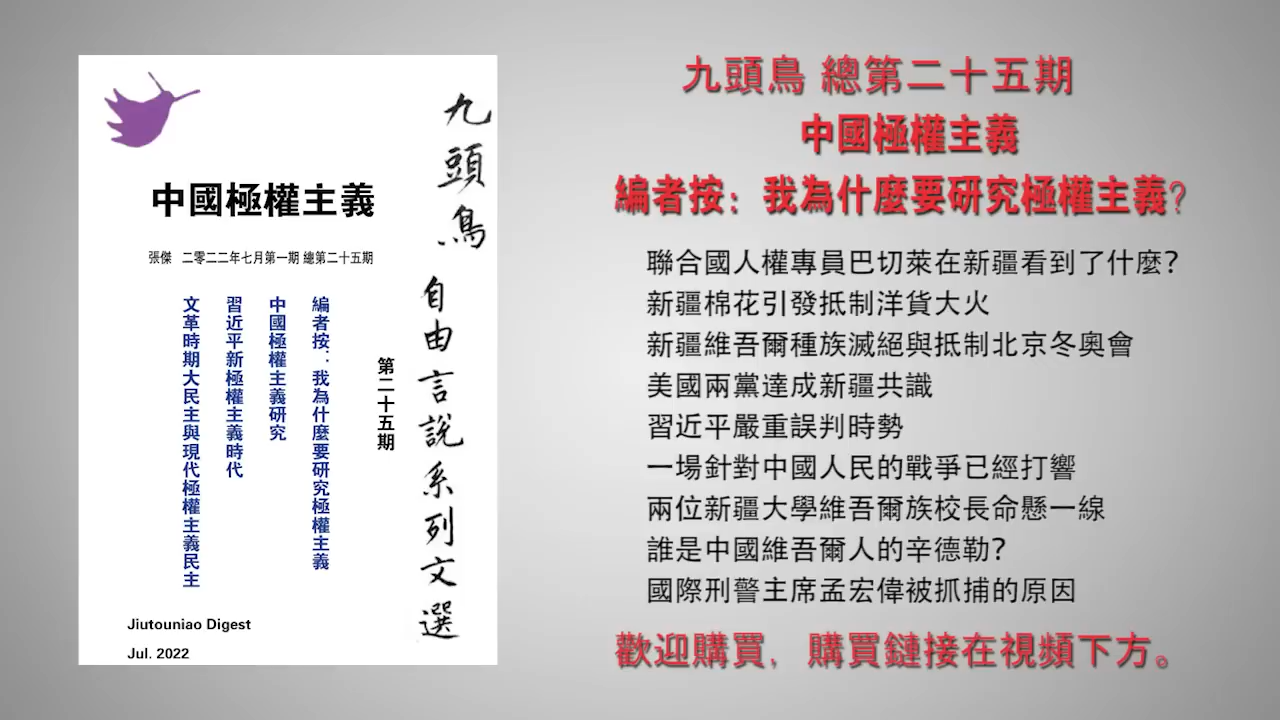 九頭鳥 自由言說系列文選
第二十五期
中國極權主義
張傑 二零二二年七月第一期 總第二十五期
編者按：我為什麼要研究極權主義
中國極權主義研究
習近平新極權主義時代
文革時期大民主與現代極權主義民主
Jiutouniao Digest
Jul. 2022
九頭鳥 總第二十五期
中國極權主義
編者按：我為什麼要研究極權主義?
聯合國人權專員巴切萊在新疆看到了什麼?
新疆棉花引發抵制洋貨大火
新疆維吾爾種族滅絕與抵制北京冬奧會
美國兩黨達成新疆共識
習近平嚴重誤判時勢
一場針對中國人民的戰爭已經打響
兩位新疆大學維吾爾族校長命懸一線
誰是中國維吾爾人的辛德勒?
國際刑警主席孟宏偉被抓捕的原因
歡迎購買，購買鏈接在視頻下方。